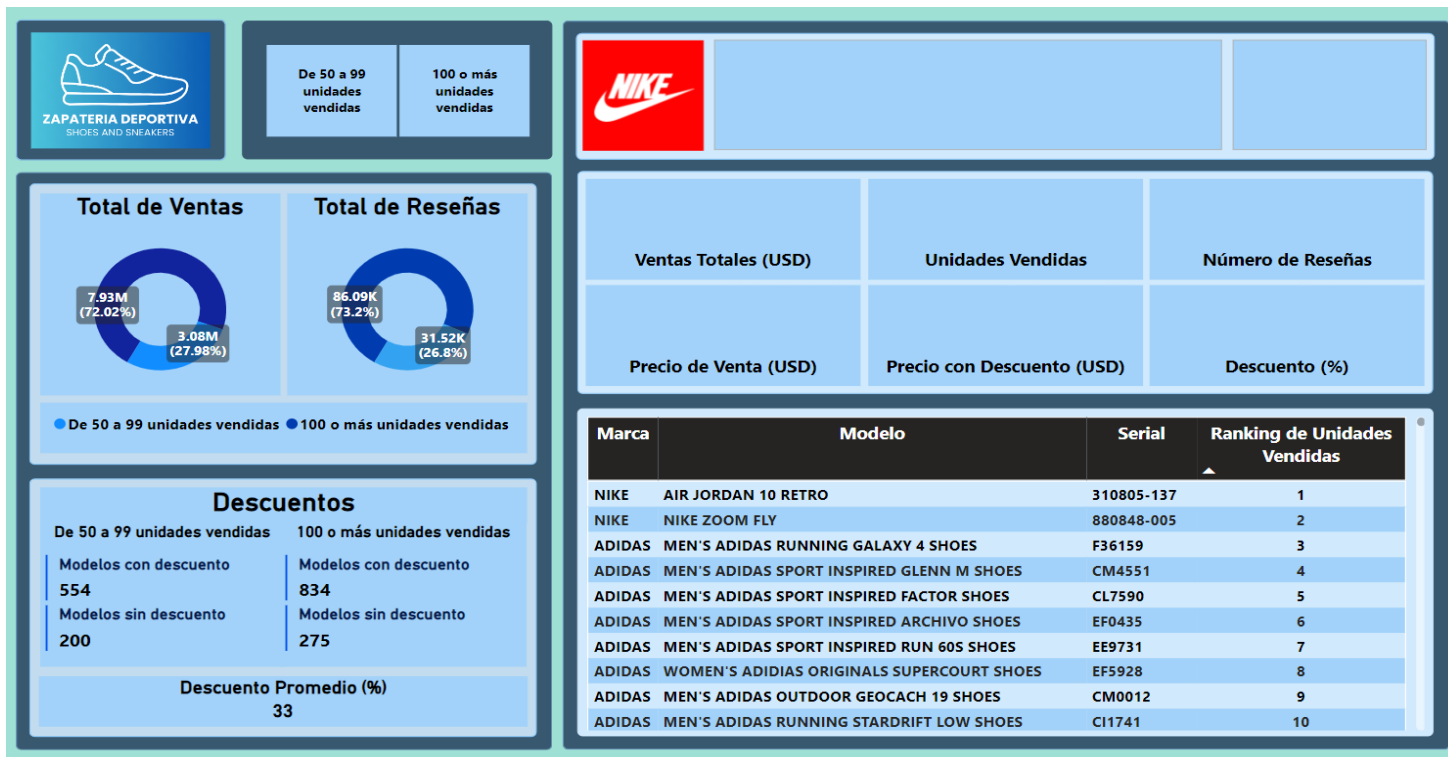 ZAPATERIA DEPORTIVA
SHOES AND SNEAKERS
De 50 a 99
unidades
vendidas
100 o más
unidades
vendidas
NIKE
Total de Ventas
7.93M
(72.02%)
3.08M
(27.98%)
Total de Reseñas
86.09K
(73.2%)
31.52K
(26.8%)
De 50 a 99 unidades vendidas 100 o más unidades vendidas
Descuentos
De 50 a 99 unidades vendidas
Modelos con descuento
554
Modelos sin descuento
200
100 o más unidades vendidas
Modelos con descuento
834
Modelos sin descuento
275
Descuento Promedio (%)
33
Ventas Totales (USD) Unidades Vendidas Número de Reseñas
Precio de Venta (USD) Precio con Descuento (USD) Descuento (%)
Marca Modelo Serial Ranking de Unidades
Vendidas
NIKE AIR JORDAN 10 RETRO 310805-137 1
NIKE NIKE ZOOM FLY 880848-005 2
ADIDAS MEN'S ADIDAS RUNNING GALAXY 4 SHOES F36159 3
ADIDAS MEN'S ADIDAS SPORT INSPIRED GLENN M SHOES CM4551 4
ADIDAS MEN'S ADIDAS SPORT INSPIRED FACTOR SHOES CL7590 5
ADIDAS MEN'S ADIDAS SPORT INSPIRED ARCHIVO SHOES EF0435 6
ADIDAS MEN'S ADIDAS SPORT INSPIRED RUN 60S SHOES EE9731 7
ADIDAS WOMEN'S ADIDIAS ORIGINALS SUPERCOURT SHOES EF5928 8
ADIDAS MEN'S ADIDAS OUTDOOR GEOCACH 19 SHOES CM0012 9
ADIDAS MEN'S ADIDAS RUNNING STARDRIFT LOW SHOES CI1741 10